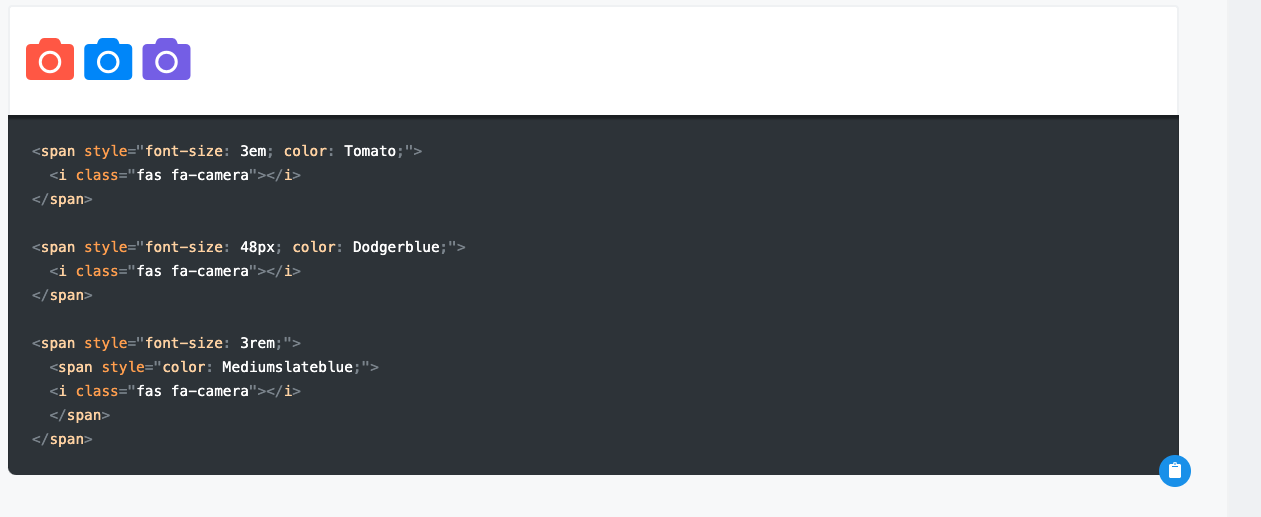 <span style="font-size: 3em; color: Tomato;">
  <i class="fas fa-camera"></i>
</span>

<span style="font-size: 48px; color: Dodgerblue;">
  <i class="fas fa-camera"></i>
</span>

<span style="font-size: 3rem;">
  <span style="color: Mediumslateblue;">
  <i class="fas fa-camera"></i>
  </span>
</span>